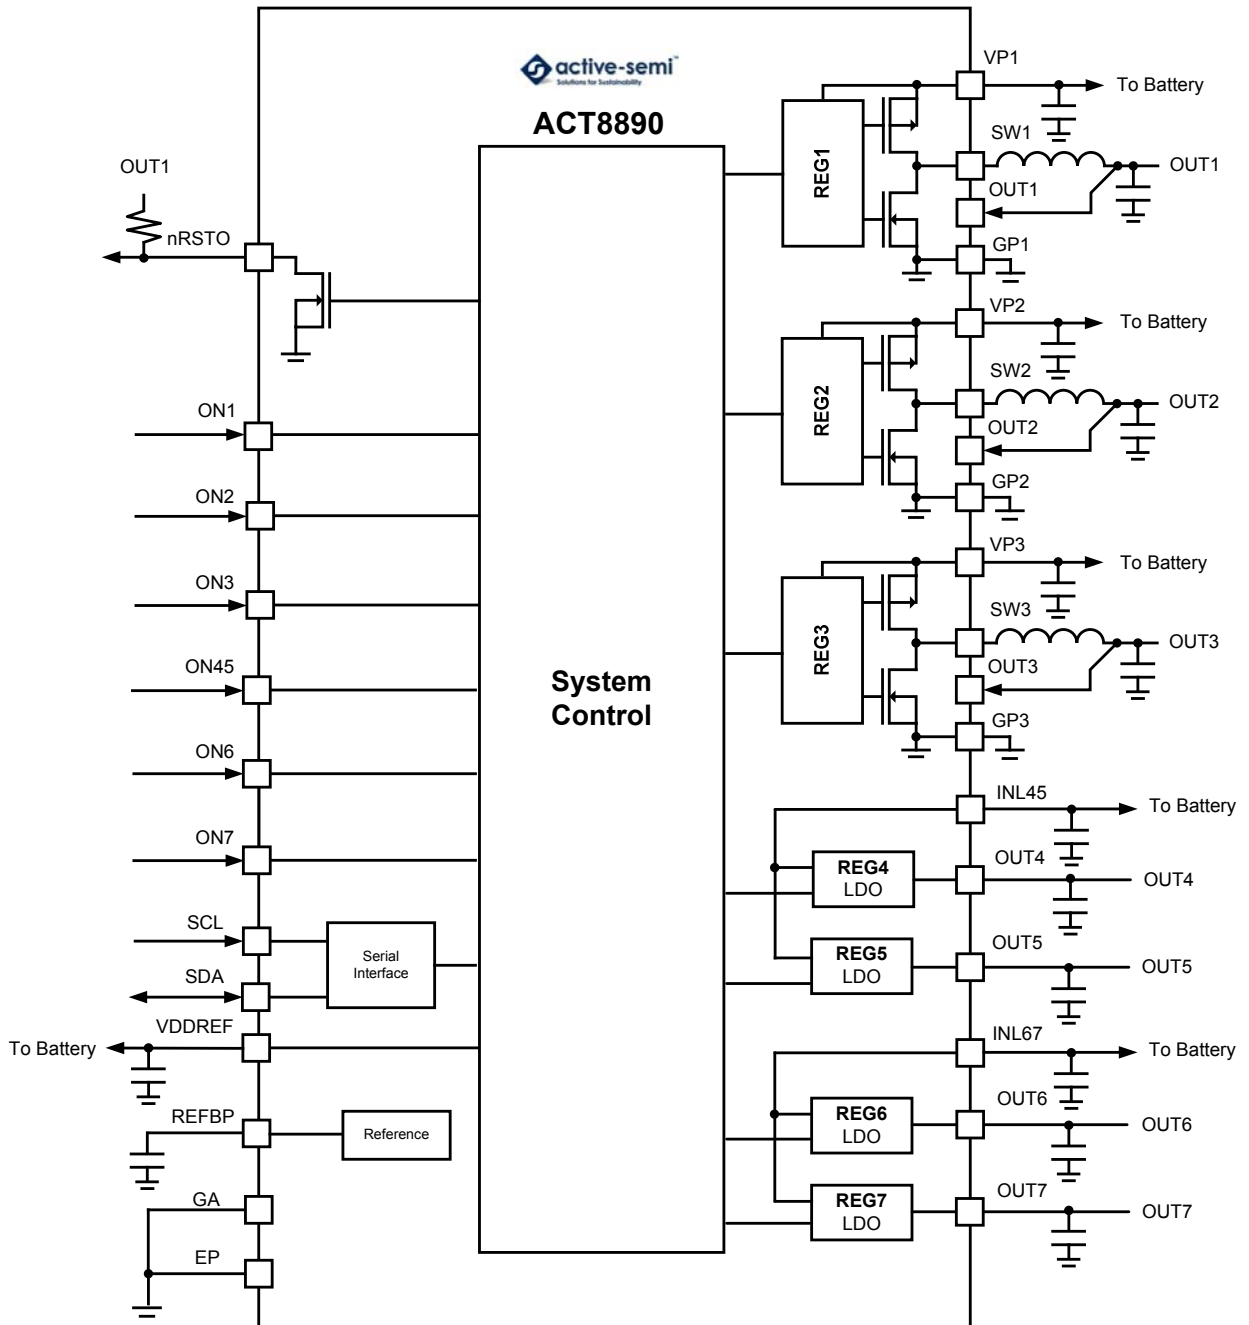 active-semi™
Solutions for Sustainability
ACT8890
OUT1
nRSTO
ON1
ON2
ON3
ON45
ON6
ON7
SCL
SDA
VDDREF
To Battery
REFBP
GA
EP
Serial
Interface
Reference
System
Control
REG1
VP1
To Battery
SW1
OUT1
OUT1
GP1
REG2
VP2
To Battery
SW2
OUT2
OUT2
GP2
REG3
VP3
To Battery
SW3
OUT3
OUT3
GP3
INL45
To Battery
REG4
LDO
OUT4
OUT4
REG5
LDO
OUT5
OUT5
INL67
To Battery
REG6
LDO
OUT6
OUT6
REG7
LDO
OUT7
OUT7